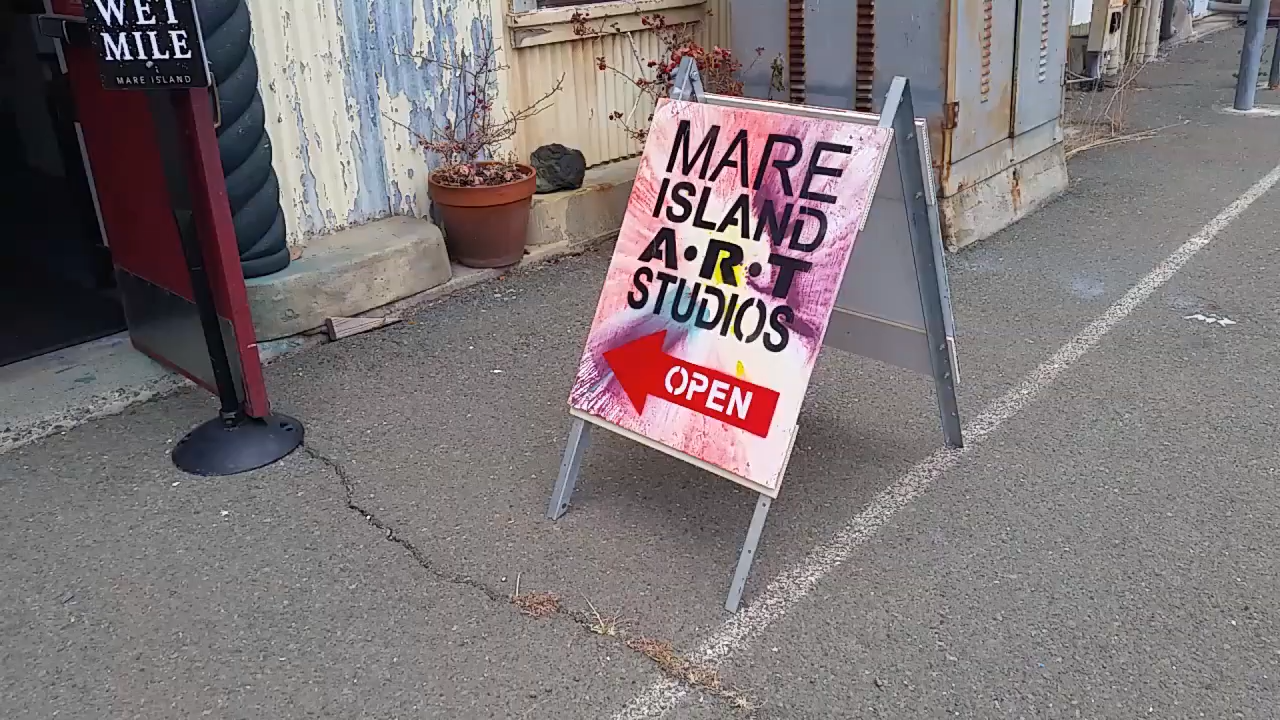 WET
MILE
MARE ISLAND
MARE
ISLAND
A•R•T
STUDIOS
OPEN